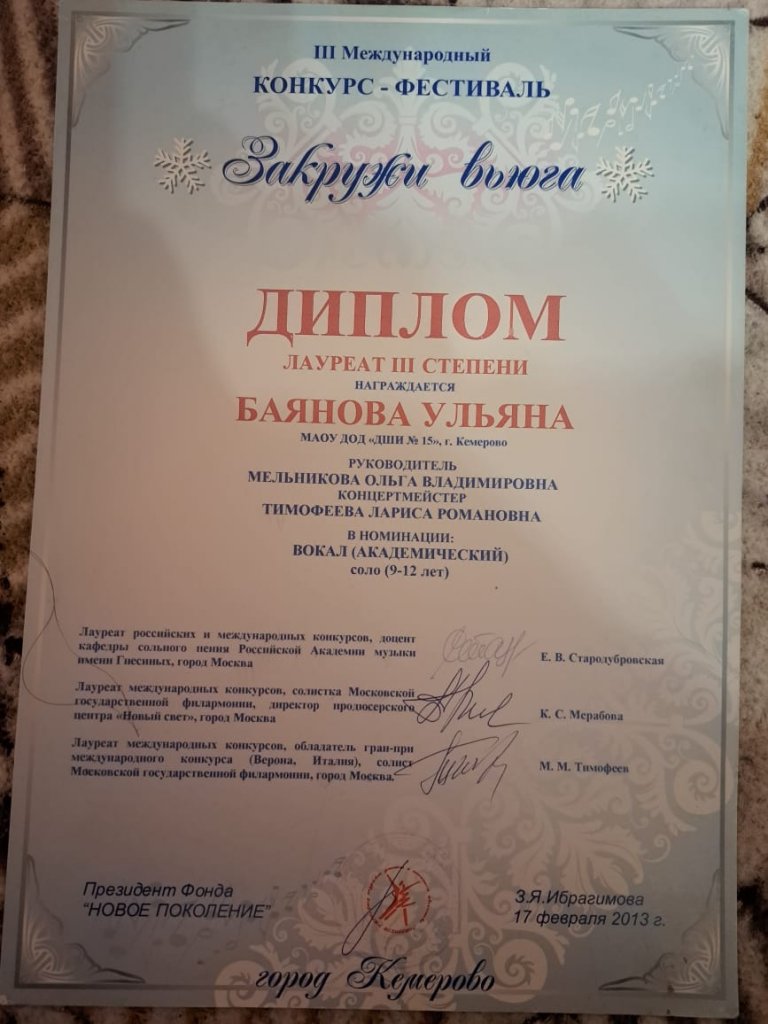 III Международный
КОНКУРС - ФЕСТИВАЛЬ
Закружи вьюга
ДИПЛОМ
ЛАУРЕАТ III СТЕПЕНИ
НАГРАЖДАЕТСЯ
БАЯНОВА УЛЬЯНА
МАОУ ДОД «ДШИ № 15», г. Кемерово
РУКОВОДИТЕЛЬ
МЕЛЬНИКОВА ОЛЬГА ВЛАДИМИРОВНА
КОНЦЕРТМЕЙСТЕР
ТИМОФЕЕВА ЛАРИСА РОМАНОВНА
В НОМИНАЦИИ:
ВОКАЛ (АКАДЕМИЧЕСКИЙ)
соло (9-12 лет)
Лауреат российских и международных конкурсов, доцент
кафедры сольного пения Российской Академии музыки
имени Гнесиных, город Москва
Е. В. Стародубровская
Лауреат международных конкурсов, солистка Московской
государственной филармонии, директор продюсерского
центра «Новый свет», город Москва
К. С. Мерабова
Лауреат международных конкурсов, обладатель гран-при
международного конкурса (Верона, Италия), солист
Московской государственной филармонии, город Москва.
М. М. Тимофеев
Президент Фонда
"НОВОЕ ПОКОЛЕНИЕ"
З.Я.Ибрагимова
17 февраля 2013 г.
город Кемерово